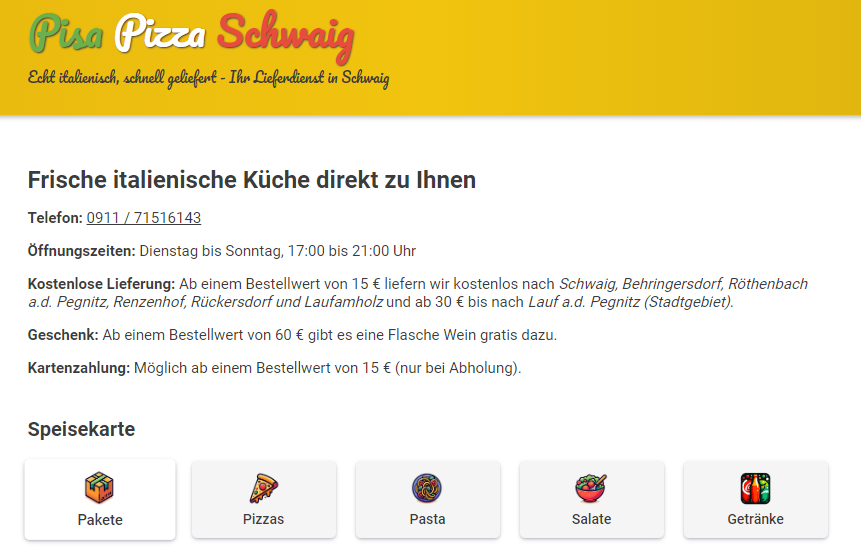 Pisa Pizza Schwaig
Echt italienisch, schnell geliefert - Ihr Lieferdienst in Schwaig
Frische italienische Küche direkt zu Ihnen
Telefon: 0911 / 71516143
Öffnungszeiten: Dienstag bis Sonntag, 17:00 bis 21:00 Uhr
Kostenlose Lieferung: Ab einem Bestellwert von 15 € liefern wir kostenlos nach Schwaig, Behringersdorf, Röthenbach
a.d. Pegnitz, Renzenhof, Rückersdorf und Laufamholz und ab 30 € bis nach Lauf a.d. Pegnitz (Stadtgebiet).
Geschenk: Ab einem Bestellwert von 60 € gibt es eine Flasche Wein gratis dazu.
Kartenzahlung: Möglich ab einem Bestellwert von 15 € (nur bei Abholung).
Speisekarte
Pakete
Pizzas
Pasta
Salate
Getränke